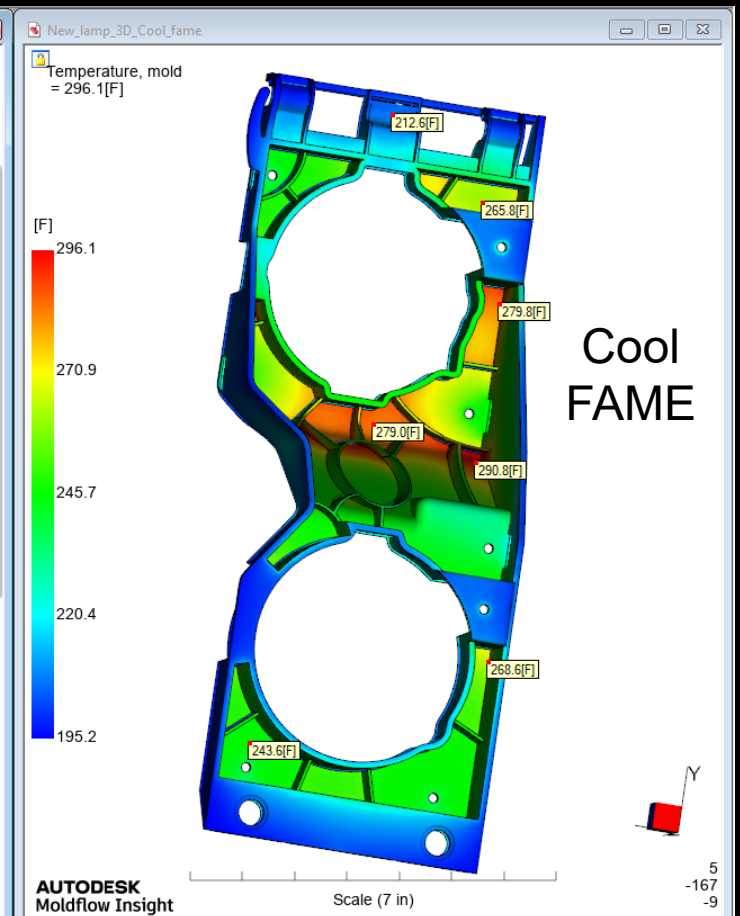 New_lamp_3D_Cool_fame
Temperature, mold
= 296.1[F]
[F]
296.1
270.9
245.7
220.4
195.2
212.6[F]
265.8[F]
279.8[F]
279.0[F]
290.8[F]
268.6[F]
243.6[F]
Cool
FAME
Y
AUTODESK
Moldflow Insight
Scale (7 in)
5
-167
-9